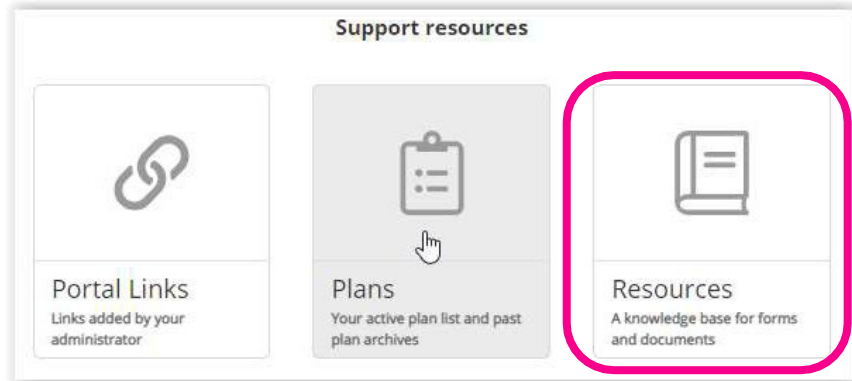 Support resources
Portal Links
Links added by your
administrator
Plans
Your active plan list and past
plan archives
Resources
A knowledge base for forms
and documents